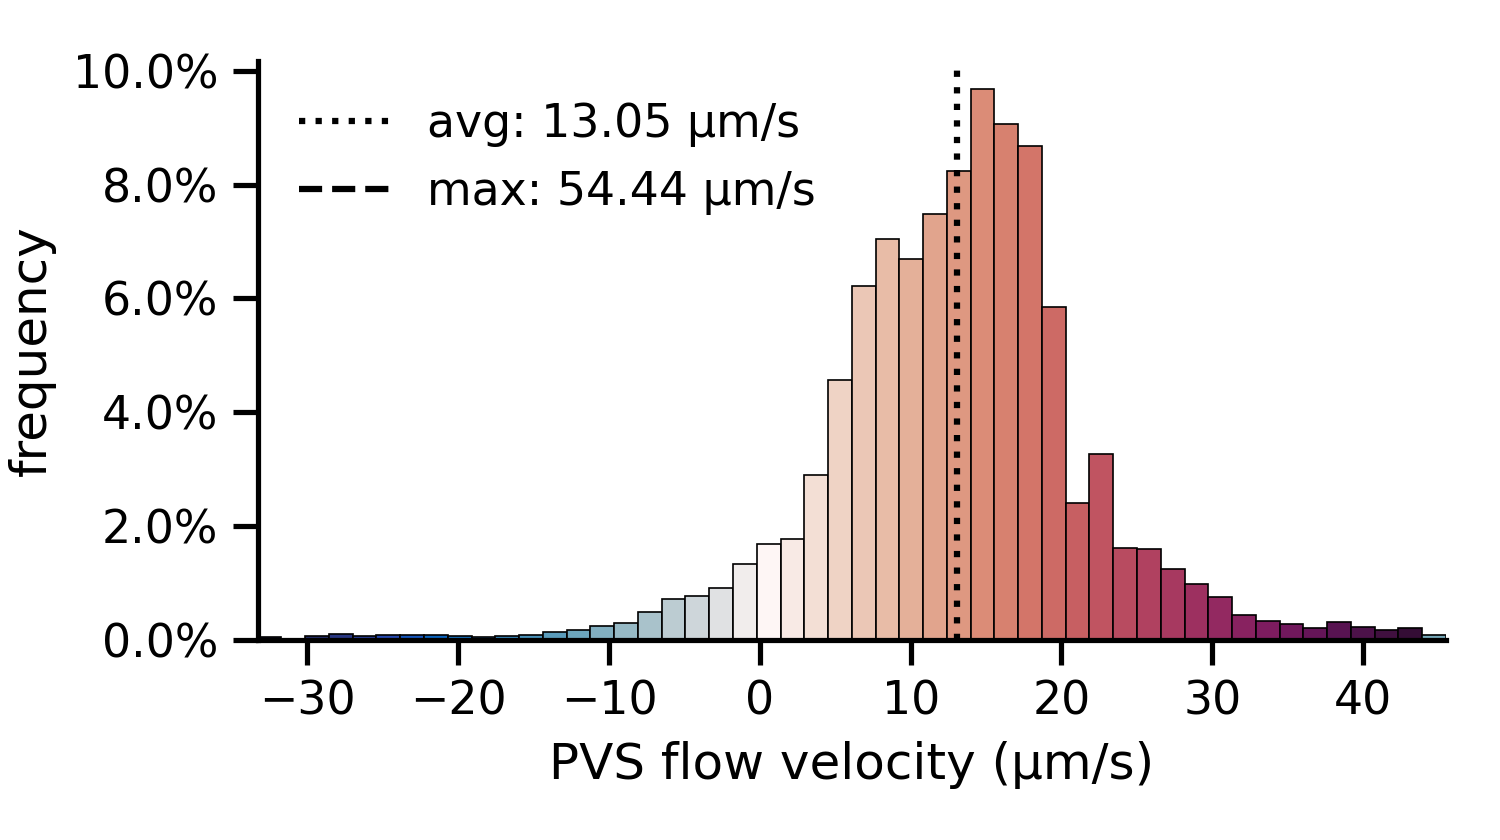 10.0%
8.0%
6.0%
4.0%
2.0%
0.0%
frequency
avg: 13.05 μm/s
max: 54.44 μm/s
−30 −20 −10 0 10 20 30 40
PVS flow velocity (μm/s)